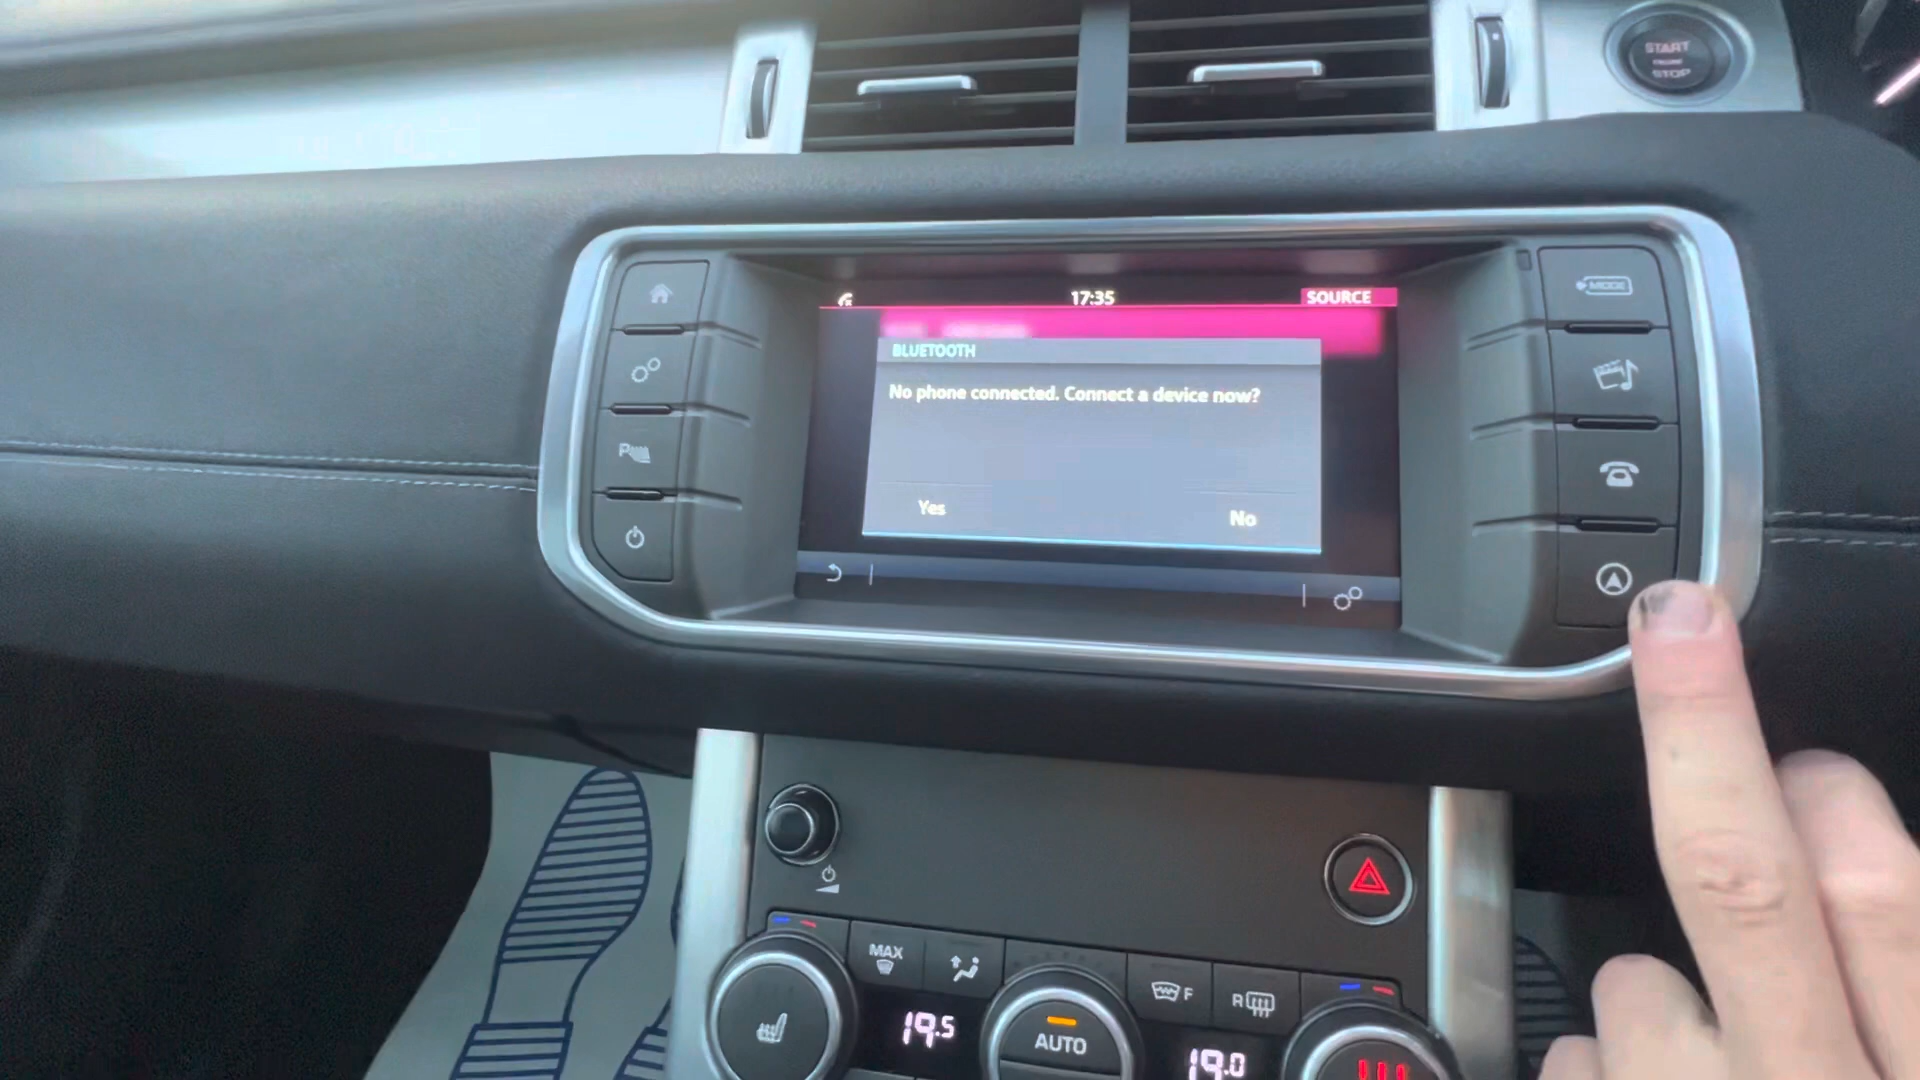 START
ENGINE
STOP
MODE
17:35
SOURCE
BLUETOOTH
No phone connected. Connect a device now?
Yes
No
P
MAX
F
R
19.5
AUTO
19.0